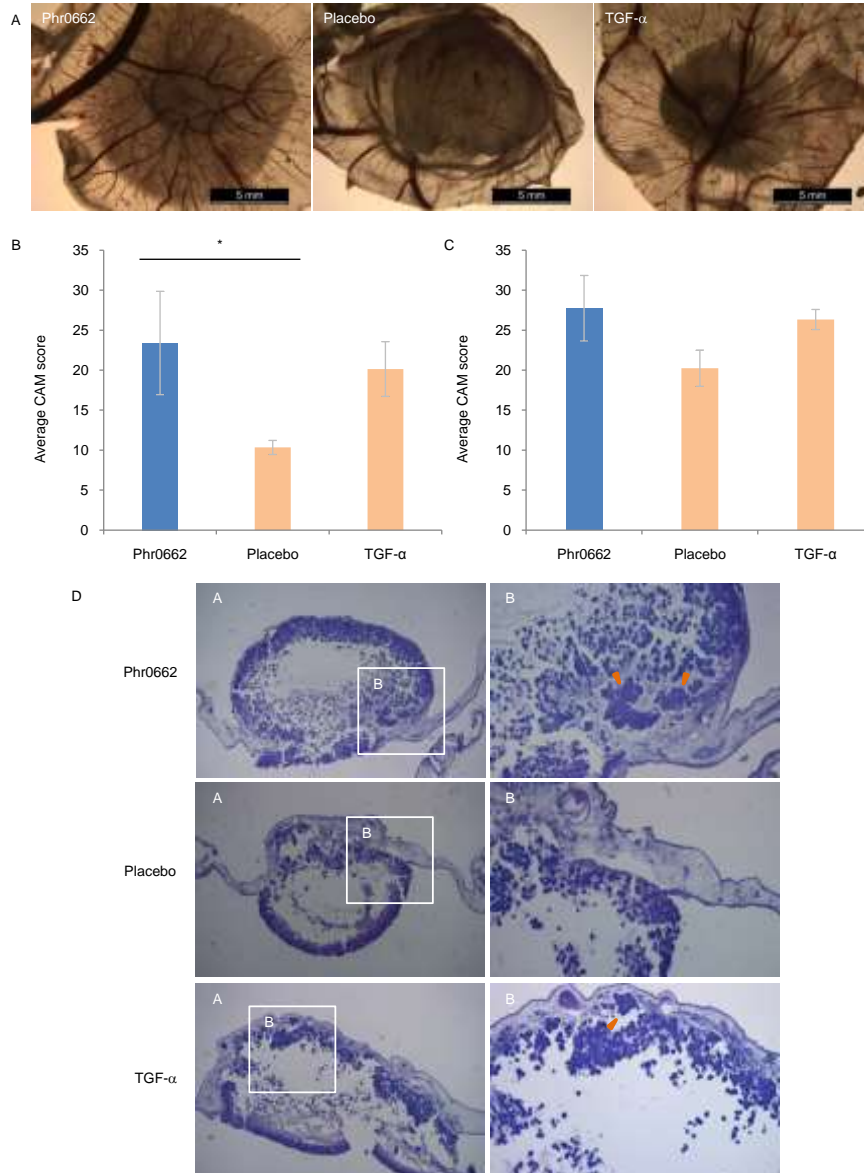 A
Phr0662
Placebo
TGF-α
5 mm
5 mm
5 mm
B
*
35
30
25
20
15
10
5
0
Average CAM score
Phr0662
Placebo
TGF-α
C
35
30
25
20
15
10
5
0
Average CAM score
Phr0662
Placebo
TGF-α
D
Phr0662
A
B
B
Placebo
A
B
B
TGF-α
A
B
B